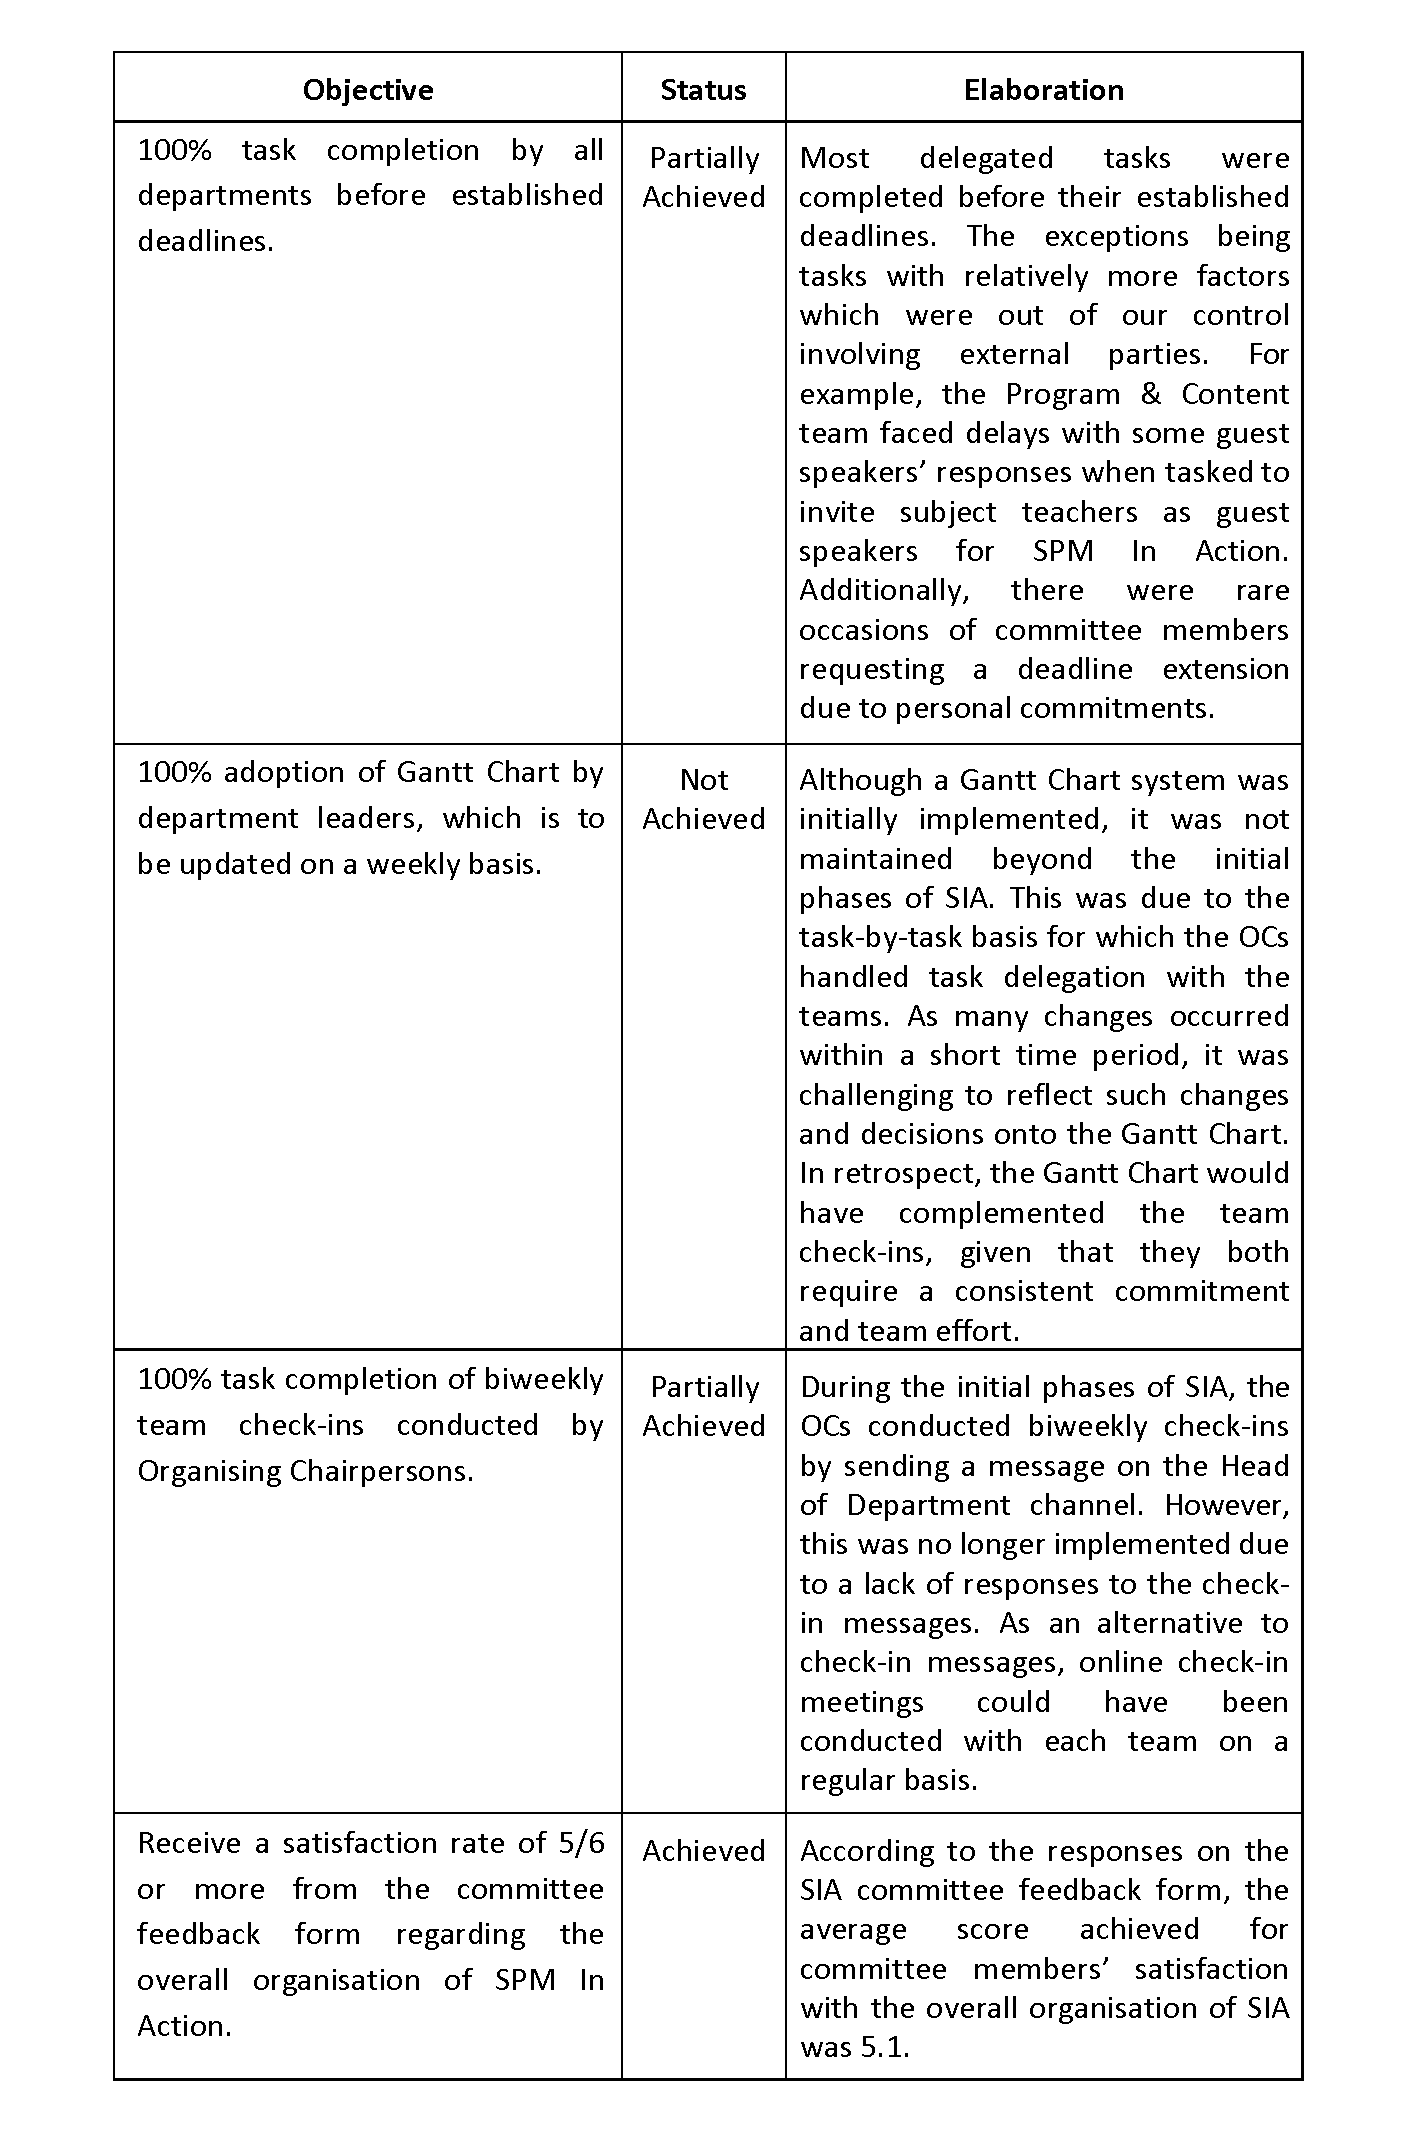 Objective
Status
Elaboration
100% task completion by all
departments before established
deadlines.
Partially
Achieved
Most delegated tasks were
completed before their established
deadlines. The exceptions being
tasks with relatively more factors
which were out of our control
involving external parties. For
example, the Program & Content
team faced delays with some guest
speakers’ responses when tasked to
invite subject teachers as guest
speakers for SPM In Action.
Additionally, there were rare
occasions of committee members
requesting a deadline extension
due to personal commitments.
100% adoption of Gantt Chart by
department leaders, which is to
be updated on a weekly basis.
Not
Achieved
Although a Gantt Chart system was
initially implemented, it was not
maintained beyond the initial
phases of SIA. This was due to the
task-by-task basis for which the OCs
handled task delegation with the
teams. As many changes occurred
within a short time period, it was
challenging to reflect such changes
and decisions onto the Gantt Chart.
In retrospect, the Gantt Chart would
have complemented the team
check-ins, given that they both
require a consistent commitment
and team effort.
100% task completion of biweekly
team check-ins conducted by
Organising Chairpersons.
Partially
Achieved
During the initial phases of SIA, the
OCs conducted biweekly check-ins
by sending a message on the Head
of Department channel. However,
this was no longer implemented due
to a lack of responses to the check-
in messages. As an alternative to
check-in messages, online check-in
meetings could have been
conducted with each team on a
regular basis.
Receive a satisfaction rate of 5/6
or more from the committee
feedback form regarding the
overall organisation of SPM In
Action.
Achieved
According to the responses on the
SIA committee feedback form, the
average score achieved for
committee members’ satisfaction
with the overall organisation of SIA
was 5.1.